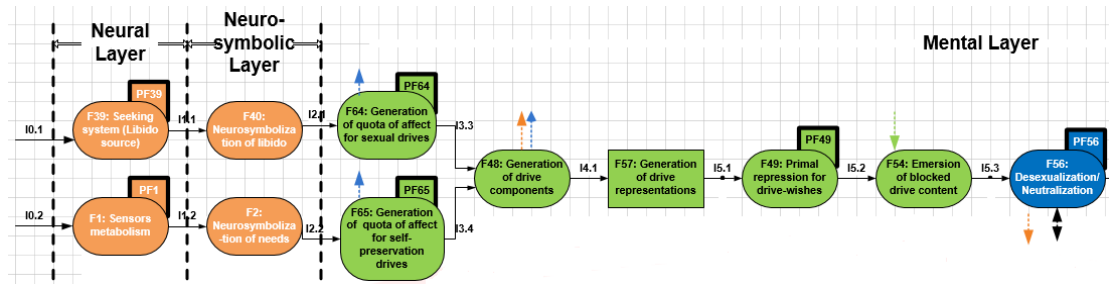 Neural
Layer
Neuro-
symbolic
Layer
Mental Layer
PF39
F39: Seeking
system (Libido
source)
F40:
Neurosymboliza
tion of libido
PF64
F64: Generation
of quota of affect
for sexual drives
I0.1
I1.1
I2.1
I3.3
F48: Generation
of drive
components
I4.1
F57: Generation
of drive
representations
I5.1
PF49
F49: Primal
repression for
drive-wishes
I5.2
F54: Emersion
of blocked
drive content
I5.3
PF56
F56:
Desexualization/
Neutralization
PF1
F1: Sensors
metabolism
F2:
Neurosymboliza
-tion of needs
PF65
F65: Generation
of quota of affect
for self-
preservation
drives
I0.2
I1.2
I2.2
I3.4